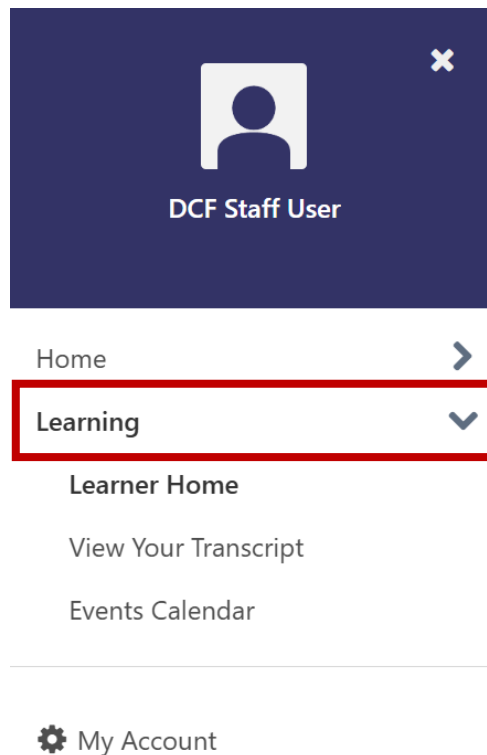 DCF Staff User
Home
Learning
Learner Home
View Your Transcript
Events Calendar
My Account